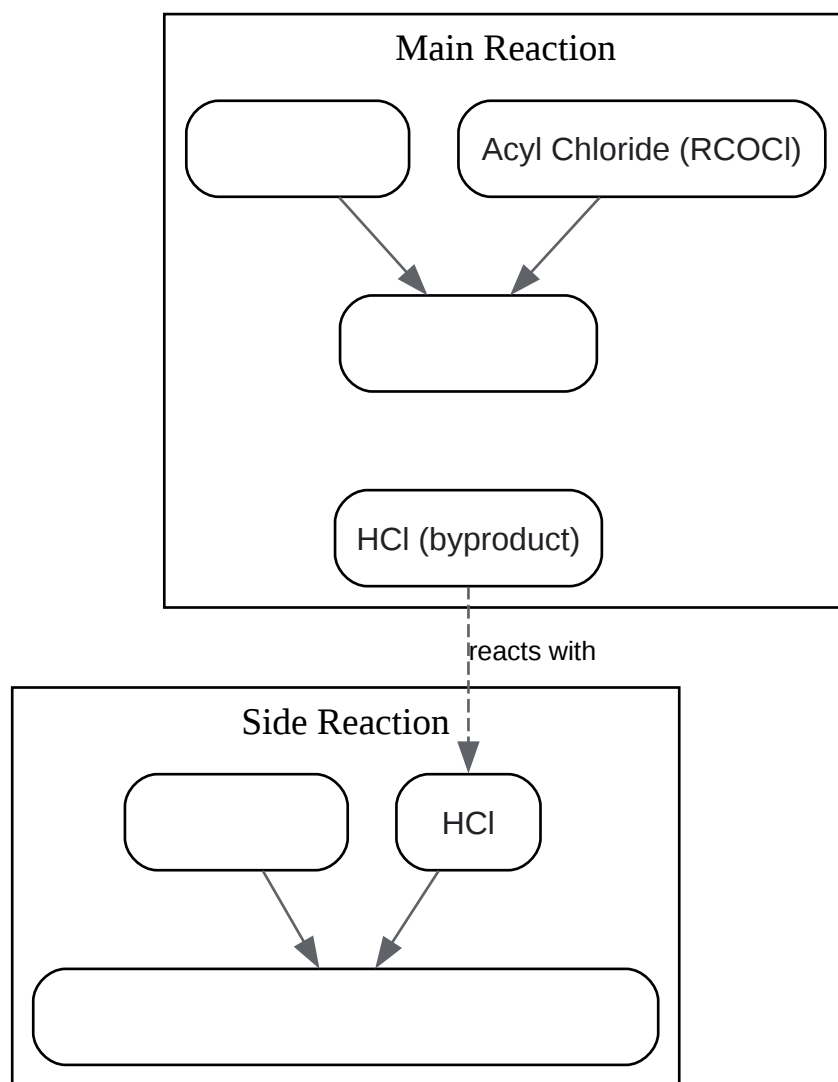 Main Reaction
Acyl Chloride (RCOCl)
HCl (byproduct)
reacts with
Side Reaction
HCl